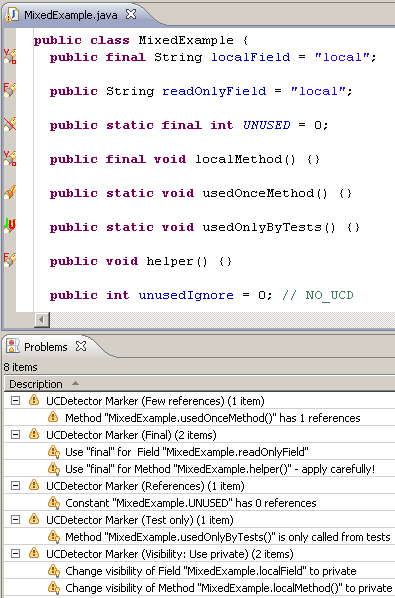 MixedExample.java
public class MixedExample {
public final String localField = "local";
public String readOnlyField = "local";
public static final int UNUSED = 0;
public final void localMethod() {}
public static void usedOnceMethod() {}
public static void usedOnlyByTests() {}
public void helper() {}
public int unusedIgnore = 0; // NO_UCD
Problems
8 items
Description
UCDetector Marker (Few references) (1 item)
Method "MixedExample.usedOnceMethod()" has 1 references
UCDetector Marker (Final) (2 items)
Use "final" for Field "MixedExample.readOnlyField"
Use "final" for Method "MixedExample.helper()" - apply carefully!
UCDetector Marker (References) (1 item)
Constant "MixedExample.UNUSED" has 0 references
UCDetector Marker (Test only) (1 item)
Method "MixedExample.usedOnlyByTests()" is only called from tests
UCDetector Marker (Visibility: Use private) (2 items)
Change visibility of Field "MixedExample.localField" to private
Change visibility of Method "MixedExample.localMethod()" to private